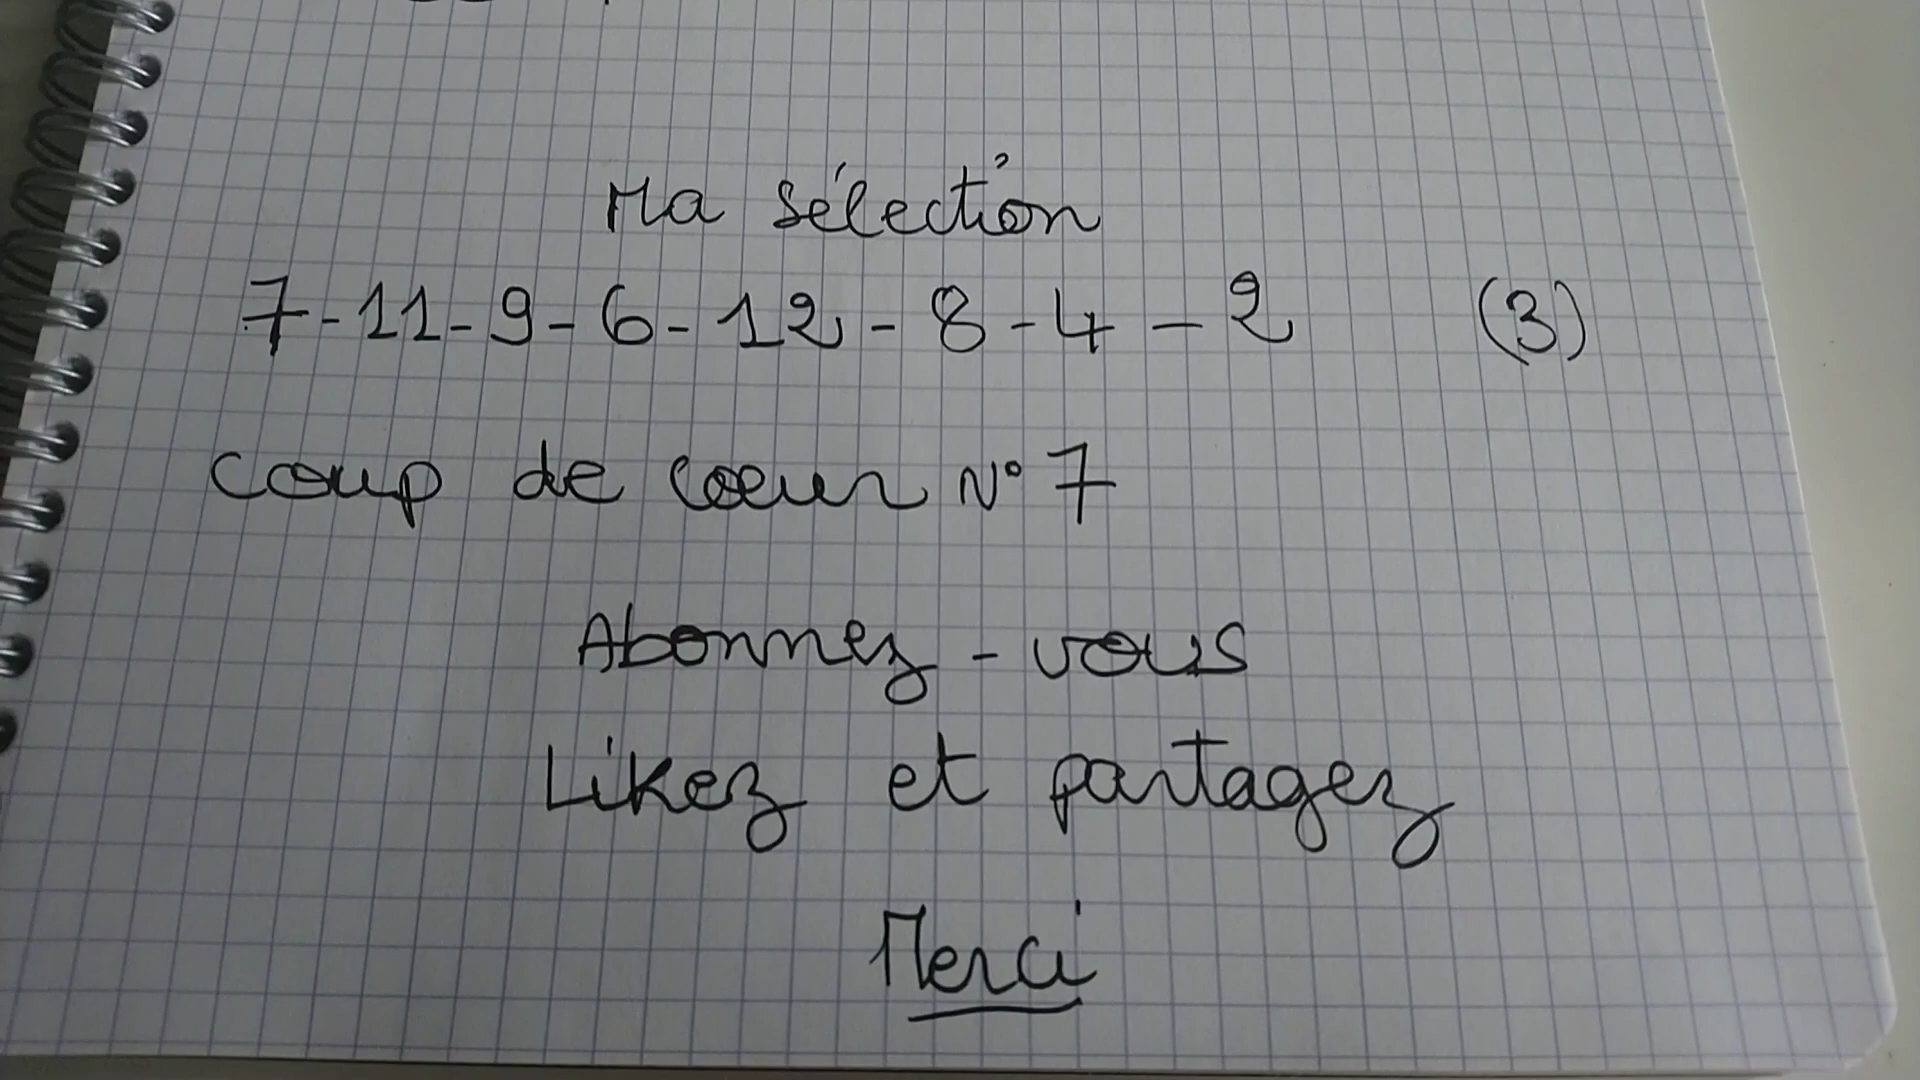 Ma sélection
7-11-9-6-12-8-4-2 (3)
coup de coeur N° 7
Abonnez-vous
Likez et partagez
Merci